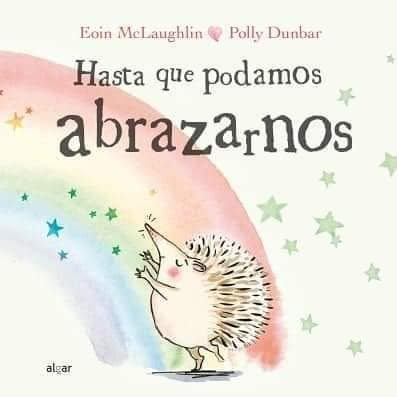 Eoin McLaughlin Polly Dunbar
Hasta que podamos
abrazarnos
algar